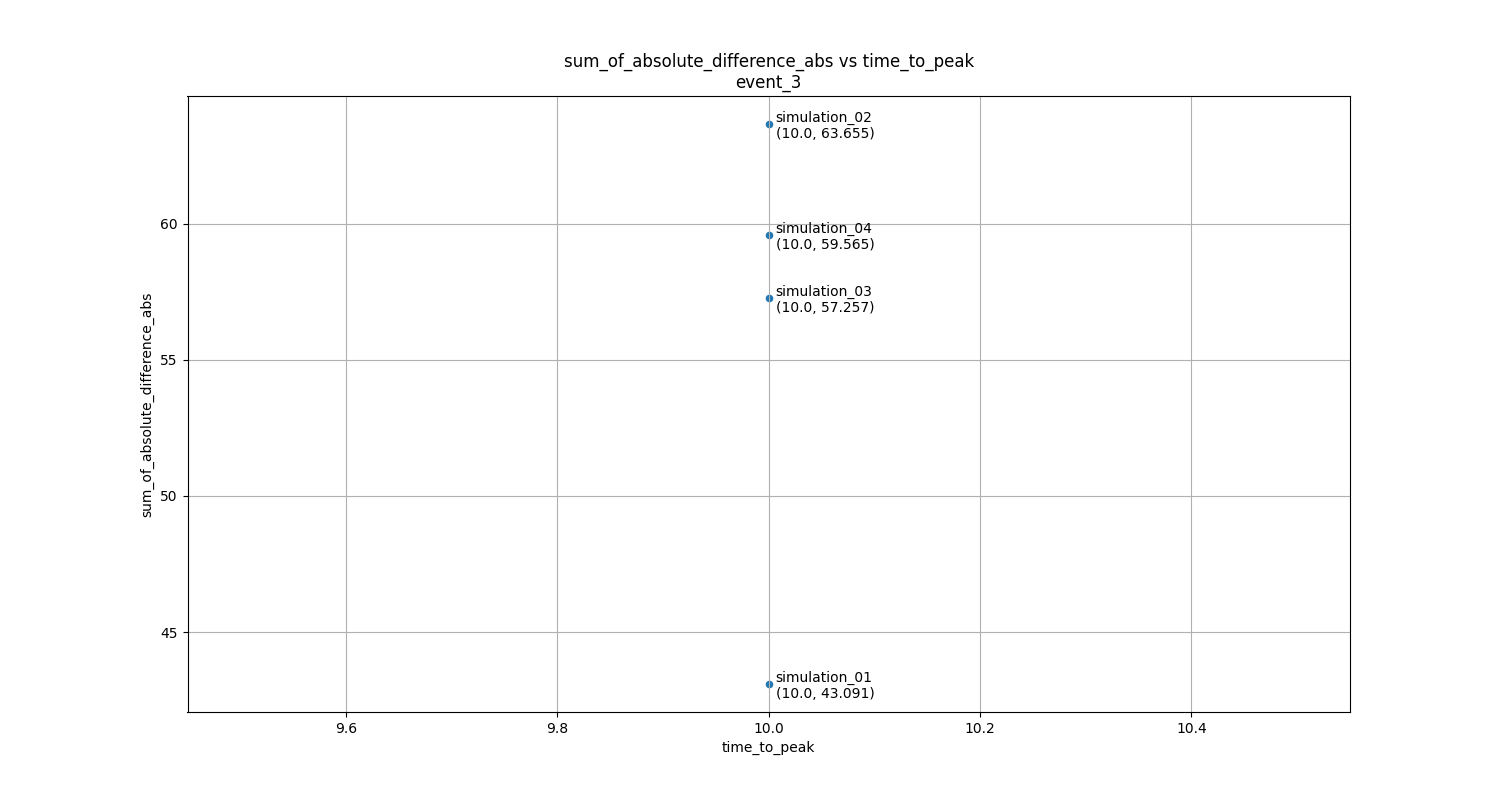 sum_of_absolute_difference_abs vs time_to_peak
event_3
simulation_02
(10.0, 63.655)
60
simulation_04
(10.0, 59.565)
simulation_03
(10.0, 57.257)
55
sum_of_absolute_difference_abs
50
45
simulation_01
(10.0, 43.091)
9.6 9.8 10.0 10.2 10.4
time_to_peak